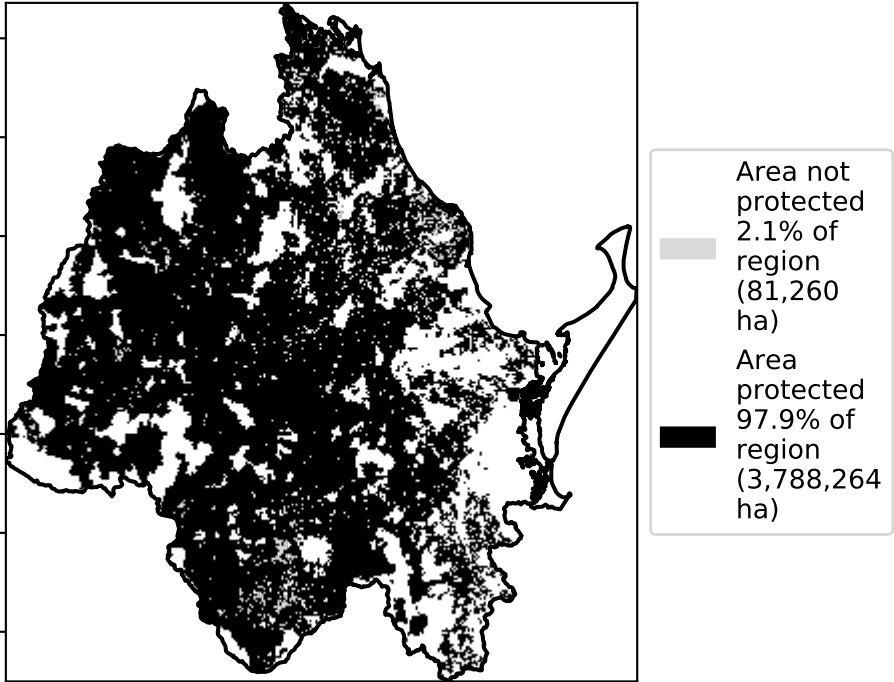 Area not
protected
2.1% of
region
(81,260
ha)
Area
protected
97.9% of
region
(3,788,264
ha)